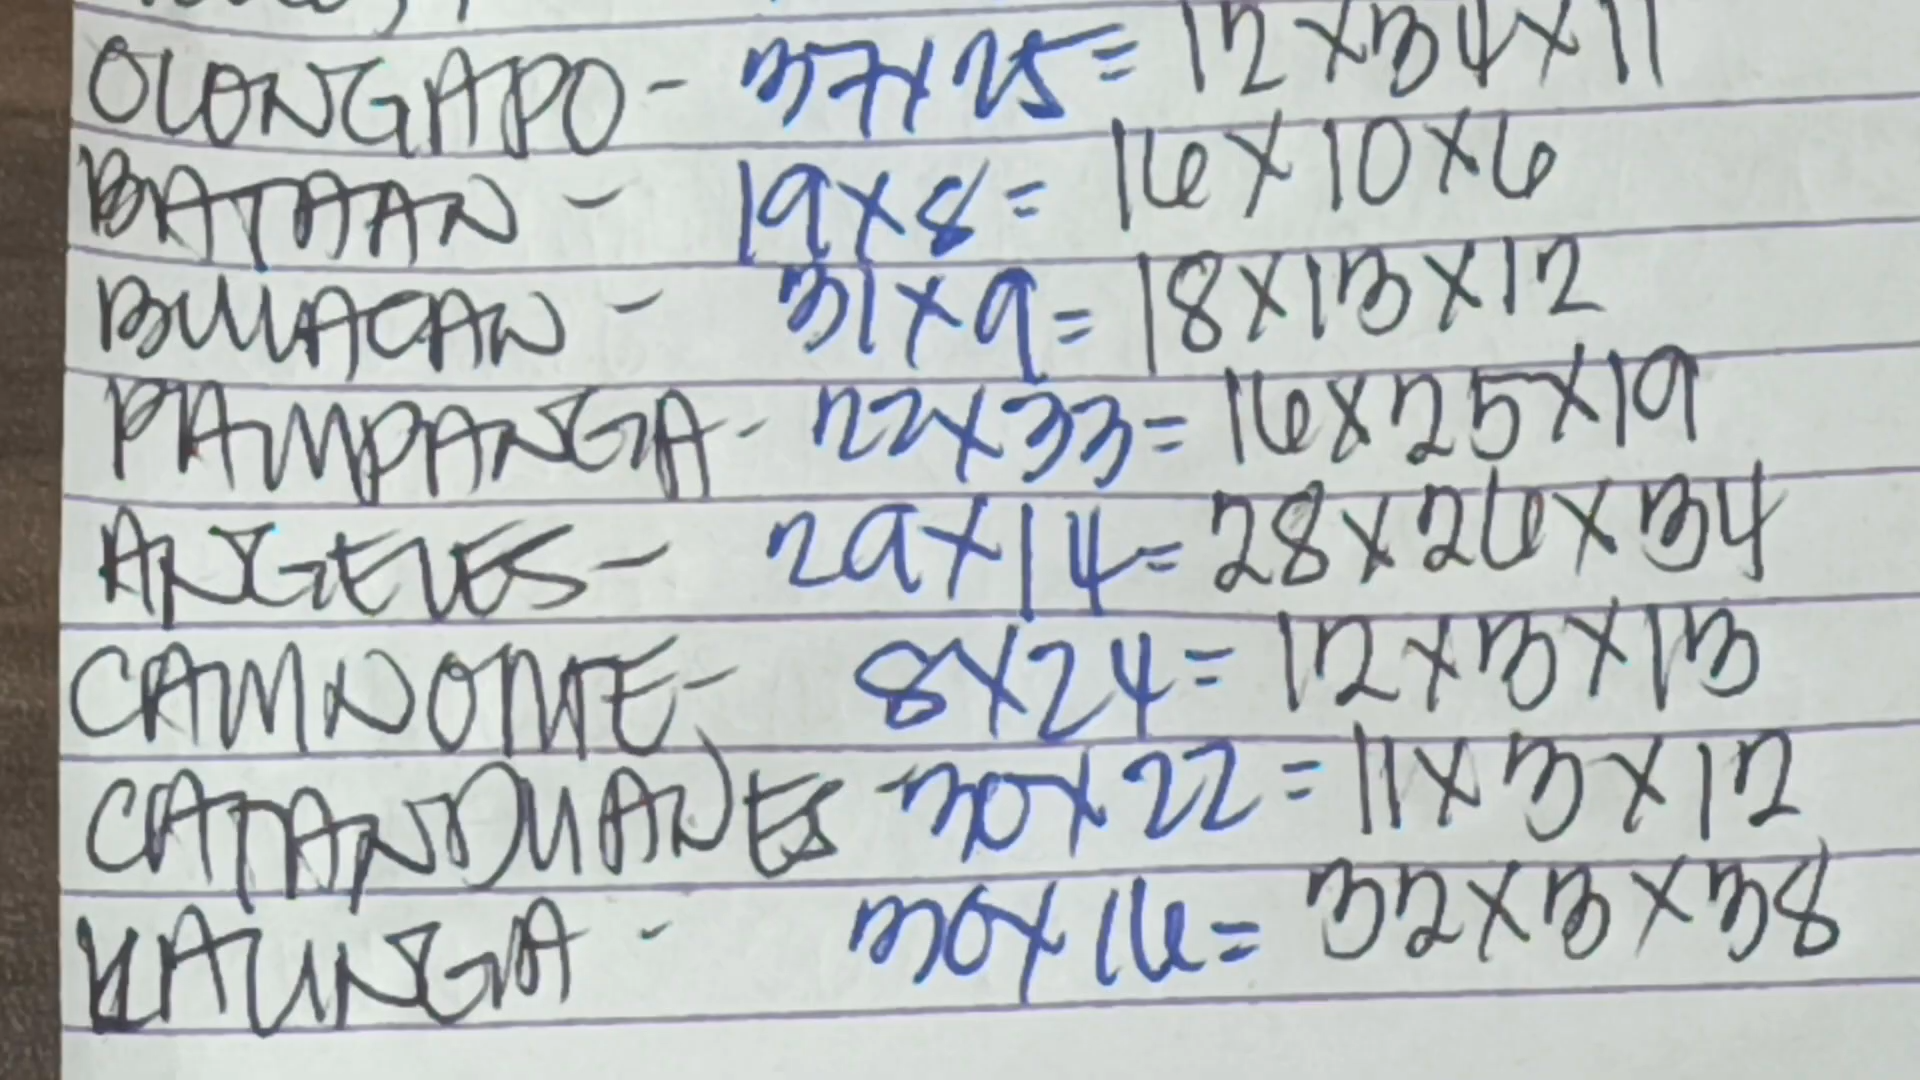 OLONGAPO - 37x25= 12x34x11
BATAAN - 19x8= 16x10x6
BULACAN - 31x9= 18x13x12
PAMPANGA - 22x33= 16x25x19
ANGELES - 29x14= 28x26x34
CAMNORTE - 8x24= 12x3x13
CATANDUANES - 30x22= 11x3x12
KALINGA - 30x16= 32x3x38